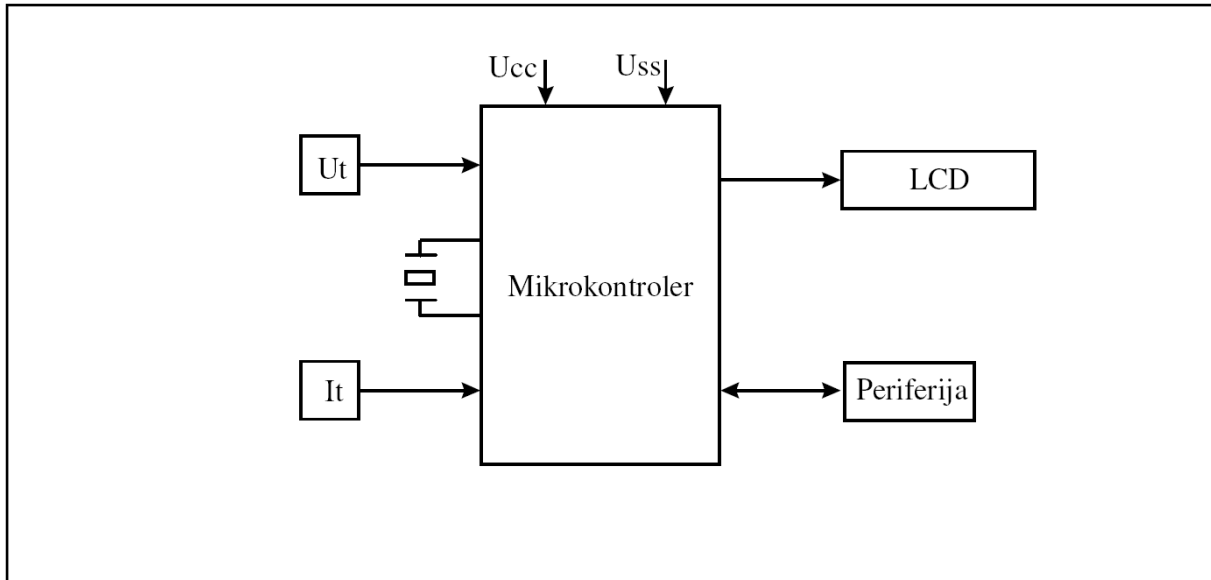 Ucc
Uss
Ut
LCD
Mikrokontroler
It
Periferija